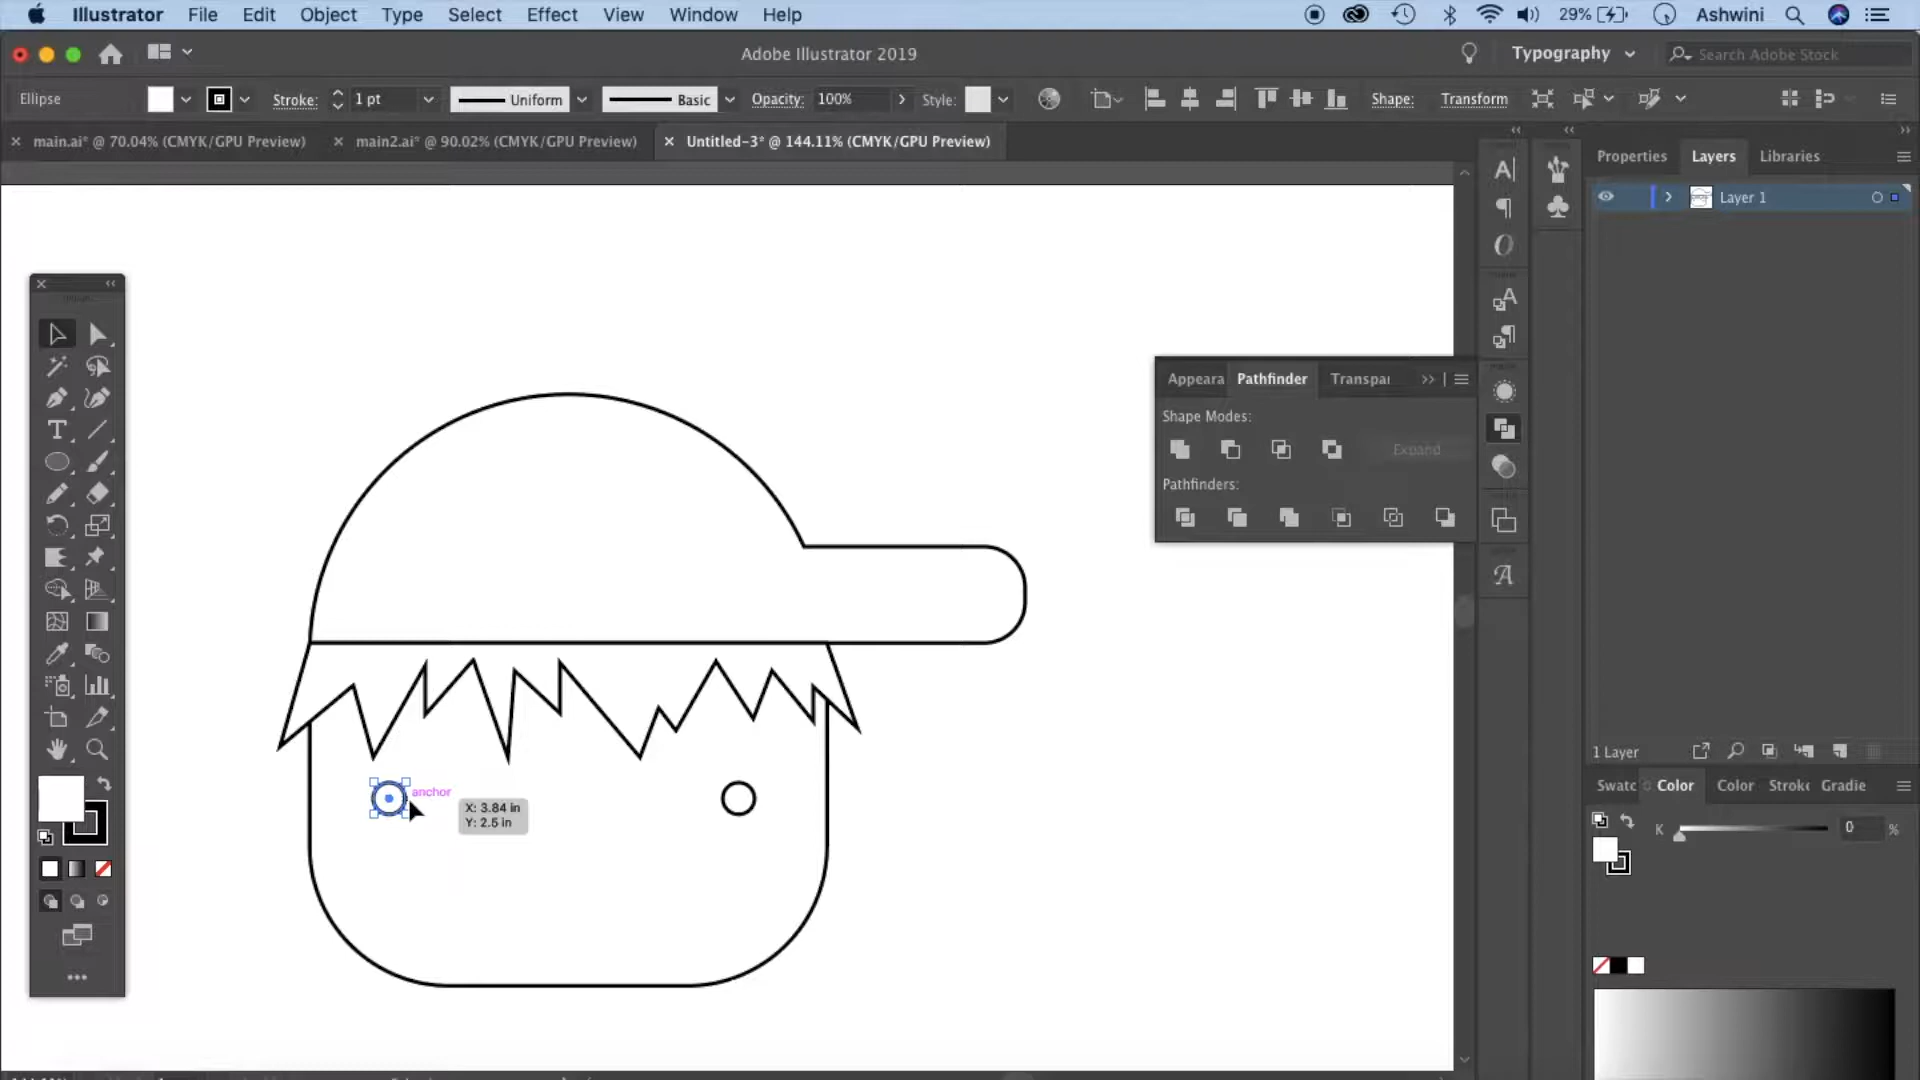 Illustrator File Edit Object Type Select Effect View Window Help 29% Ashwini
Adobe Illustrator 2019 Typography Search Adobe Stock
Ellipse Stroke: 1 pt Uniform Basic Opacity: 100% Style: Shape: Transform
main.ai* @ 70.04% (CMYK/GPU Preview) main2.ai* @ 90.02% (CMYK/GPU Preview) Untitled-3* @ 144.11% (CMYK/GPU Preview)
Properties Layers Libraries
Layer 1
Appeara Pathfinder Transpar
Shape Modes:
Expand
Pathfinders:
1 Layer
Swatc Color Color Stroke Gradie
K 0 %
anchor
X: 3.84 in
Y: 2.5 in